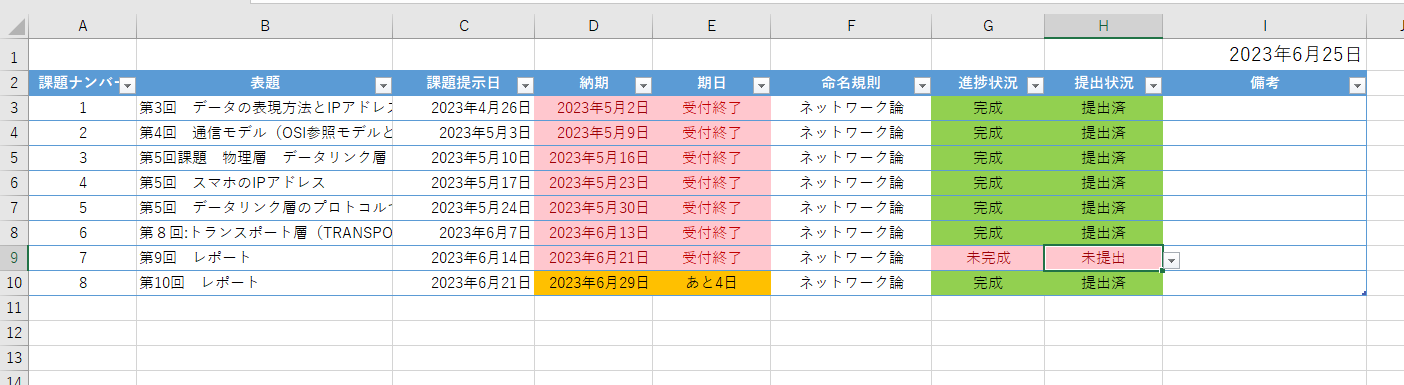 A B C D E F G H I
1 2023年6月25日
2 課題ナンバー 表題 課題提示日 納期 期日 命名規則 進捗状況 提出状況 備考
3 1 第3回　データの表現方法とIPアドレス 2023年4月26日 2023年5月2日 受付終了 ネットワーク論 完成 提出済
4 2 第4回　通信モデル（OSI参照モデルと 2023年5月3日 2023年5月9日 受付終了 ネットワーク論 完成 提出済
5 3 第5回課題　物理層　データリンク層 2023年5月10日 2023年5月16日 受付終了 ネットワーク論 完成 提出済
6 4 第5回　スマホのIPアドレス 2023年5月17日 2023年5月23日 受付終了 ネットワーク論 完成 提出済
7 5 第5回　データリンク層のプロトコル 2023年5月24日 2023年5月30日 受付終了 ネットワーク論 完成 提出済
8 6 第８回:トランスポート層（TRANSPO 2023年6月7日 2023年6月13日 受付終了 ネットワーク論 完成 提出済
9 7 第9回　レポート 2023年6月14日 2023年6月21日 受付終了 ネットワーク論 未完成 未提出
10 8 第10回　レポート 2023年6月21日 2023年6月29日 あと4日 ネットワーク論 完成 提出済
11
12
13
14